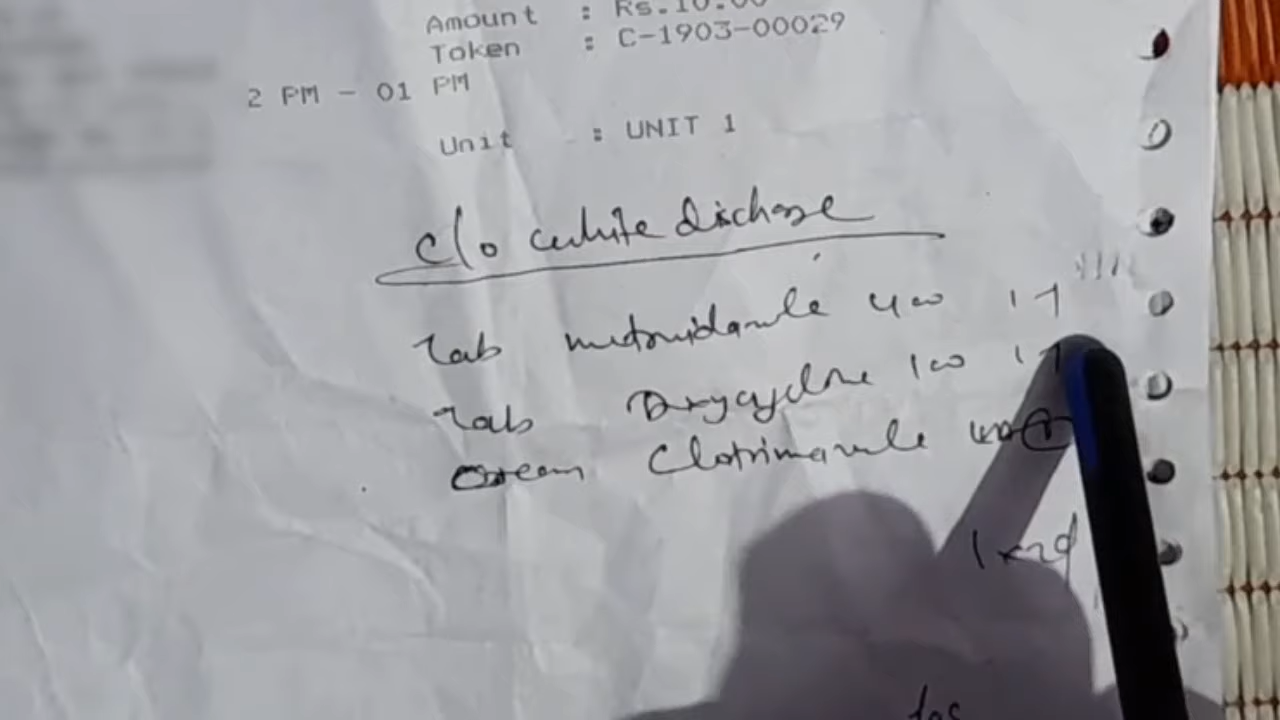 Amount : Rs.10.00
Token : C-1903-00029
2 PM - 01 PM
Unit : UNIT 1
c/o white discharge
Tab metronidazole 400 1 1
Tab Doxycycline 100 1 1
Cream Clotrimazole